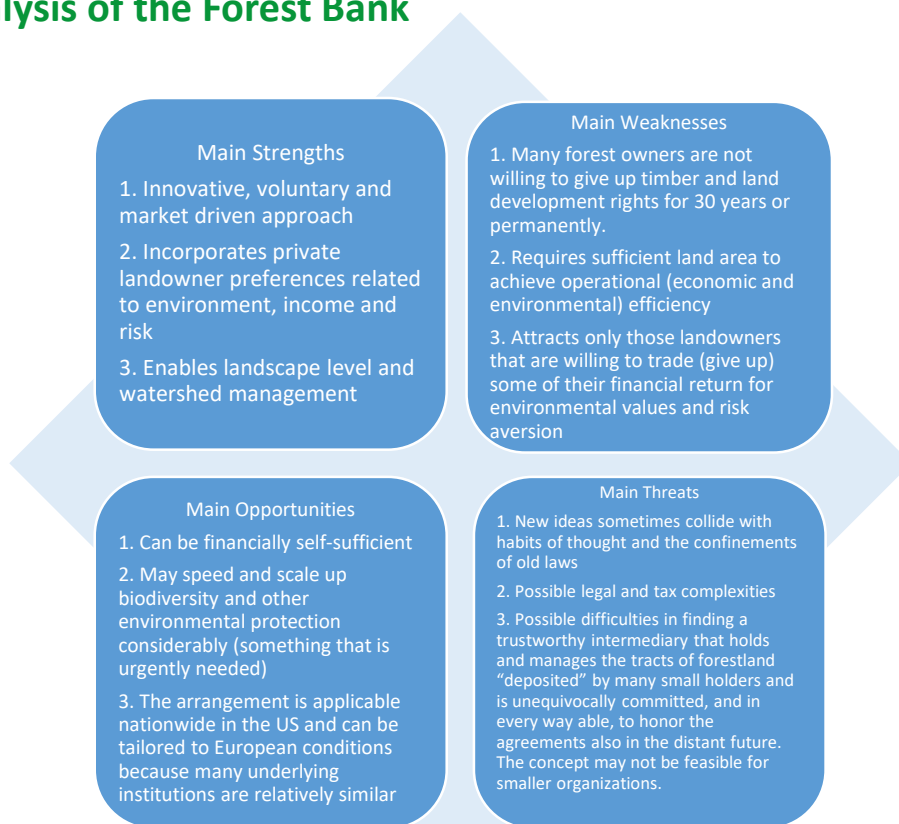 lysis of the Forest Bank
Main Strengths
1. Innovative, voluntary and
market driven approach
2. Incorporates private
landowner preferences related
to environment, income and
risk
3. Enables landscape level and
watershed management
Main Weaknesses
1. Many forest owners are not
willing to give up timber and land
development rights for 30 years or
permanently.
2. Requires sufficient land area to
achieve operational (economic and
environmental) efficiency
3. Attracts only those landowners
that are willing to trade (give up)
some of their financial return for
environmental values and risk
aversion
Main Opportunities
1. Can be financially self-sufficient
2. May speed and scale up
biodiversity and other
environmental protection
considerably (something that is
urgently needed)
3. The arrangement is applicable
nationwide in the US and can be
tailored to European conditions
because many underlying
institutions are relatively similar
Main Threats
1. New ideas sometimes collide with
habits of thought and the confinements
of old laws
2. Possible legal and tax complexities
3. Possible difficulties in finding a
trustworthy intermediary that holds
and manages the tracts of forestland
“deposited” by many small holders and
is unequivocally committed, and in
every way able, to honor the
agreements also in the distant future.
The concept may not be feasible for
smaller organizations.